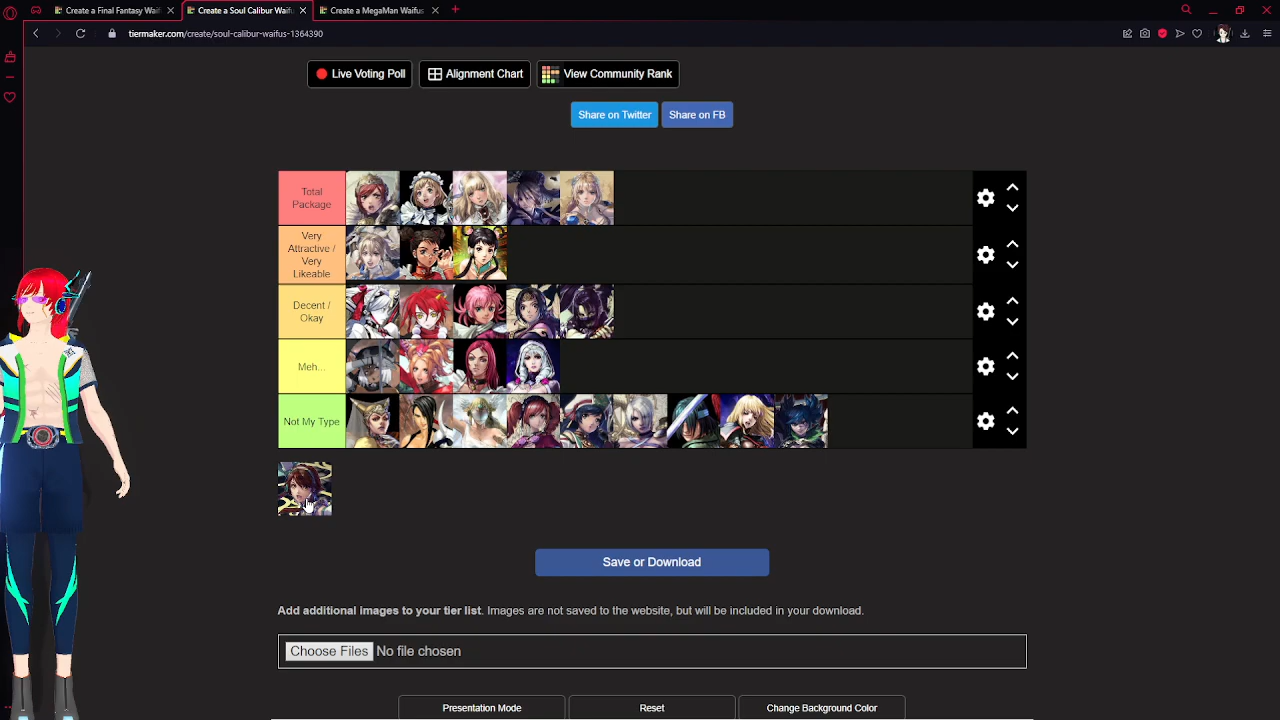 Create a Final Fantasy Waif
Create a Soul Calibur Waifu
Create a MegaMan Waifus
tiermaker.com/create/soul-calibur-waifus-1364390
Live Voting Poll
Alignment Chart
View Community Rank
Share on Twitter
Share on FB
Total
Package
Very
Attractive /
Very
Likeable
Decent /
Okay
Meh...
Not My Type
Save or Download
Add additional images to your tier list. Images are not saved to the website, but will be included in your download.
Choose Files No file chosen
Presentation Mode
Reset
Change Background Color